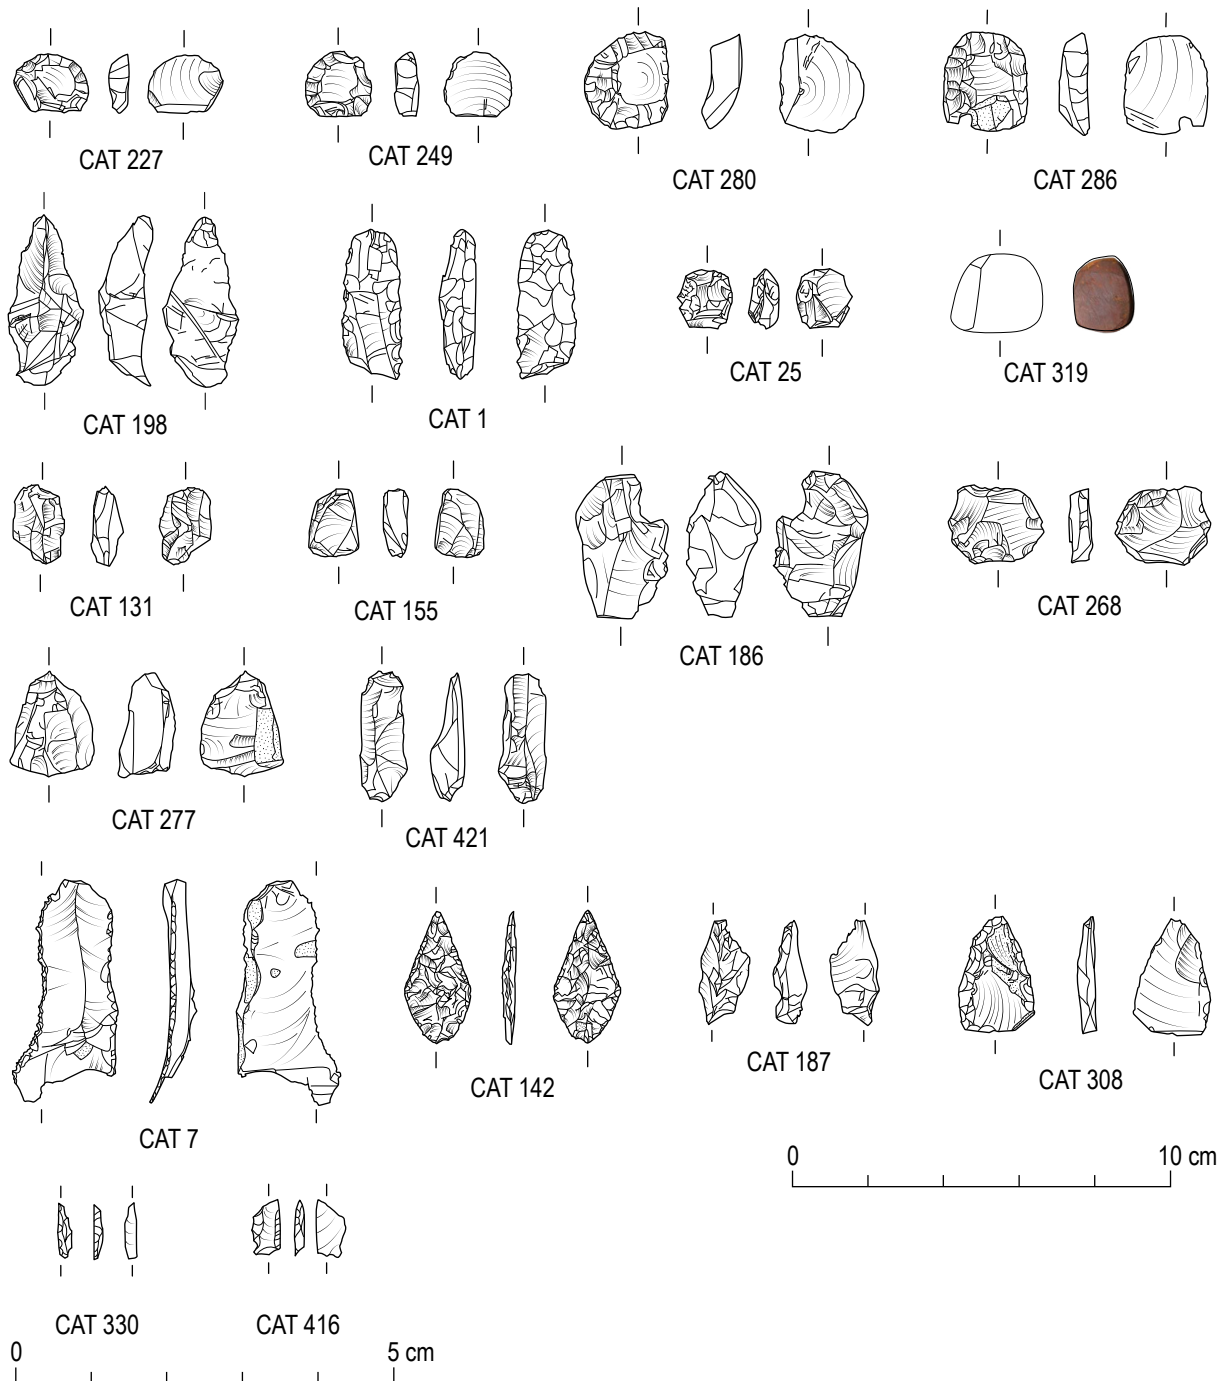 CAT 227
CAT 249
CAT 280
CAT 286
CAT 198
CAT 1
CAT 25
CAT 319
CAT 131
CAT 155
CAT 186
CAT 268
CAT 277
CAT 421
CAT 7
CAT 142
CAT 187
CAT 308
0 10 cm
CAT 330
CAT 416
0 5 cm